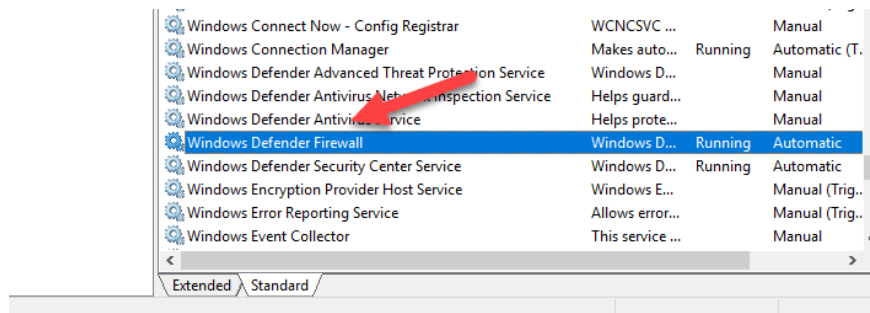 Windows Connect Now - Config Registrar WCNCSVC ... Manual
Windows Connection Manager Makes auto... Running Automatic (T.
Windows Defender Advanced Threat Protection Service Windows D... Manual
Windows Defender Antivirus Network Inspection Service Helps guard... Manual
Windows Defender Antivirus Service Helps prote... Manual
Windows Defender Firewall Windows D... Running Automatic
Windows Defender Security Center Service Windows D... Running Automatic
Windows Encryption Provider Host Service Windows E... Manual (Trig..
Windows Error Reporting Service Allows error... Manual (Trig..
Windows Event Collector This service ... Manual
Extended Standard